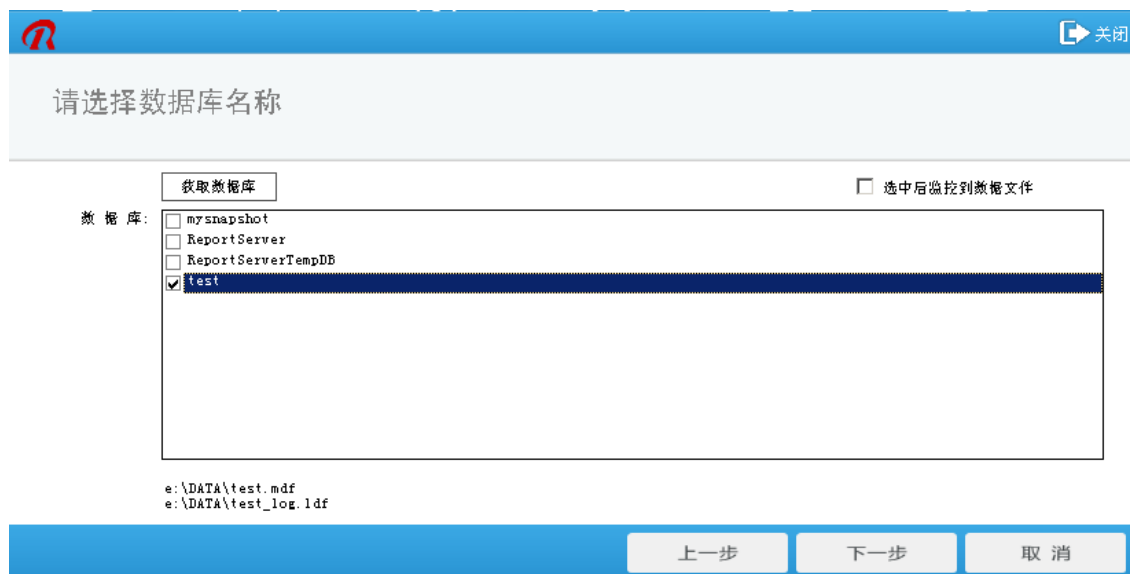 关闭
请选择数据库名称
获取数据库
选中后监控到数据文件
数 据 库:
mysnapshot
ReportServer
ReportServerTempDB
test
e:\DATA\test.mdf
e:\DATA\test_log.ldf
上一步
下一步
取 消